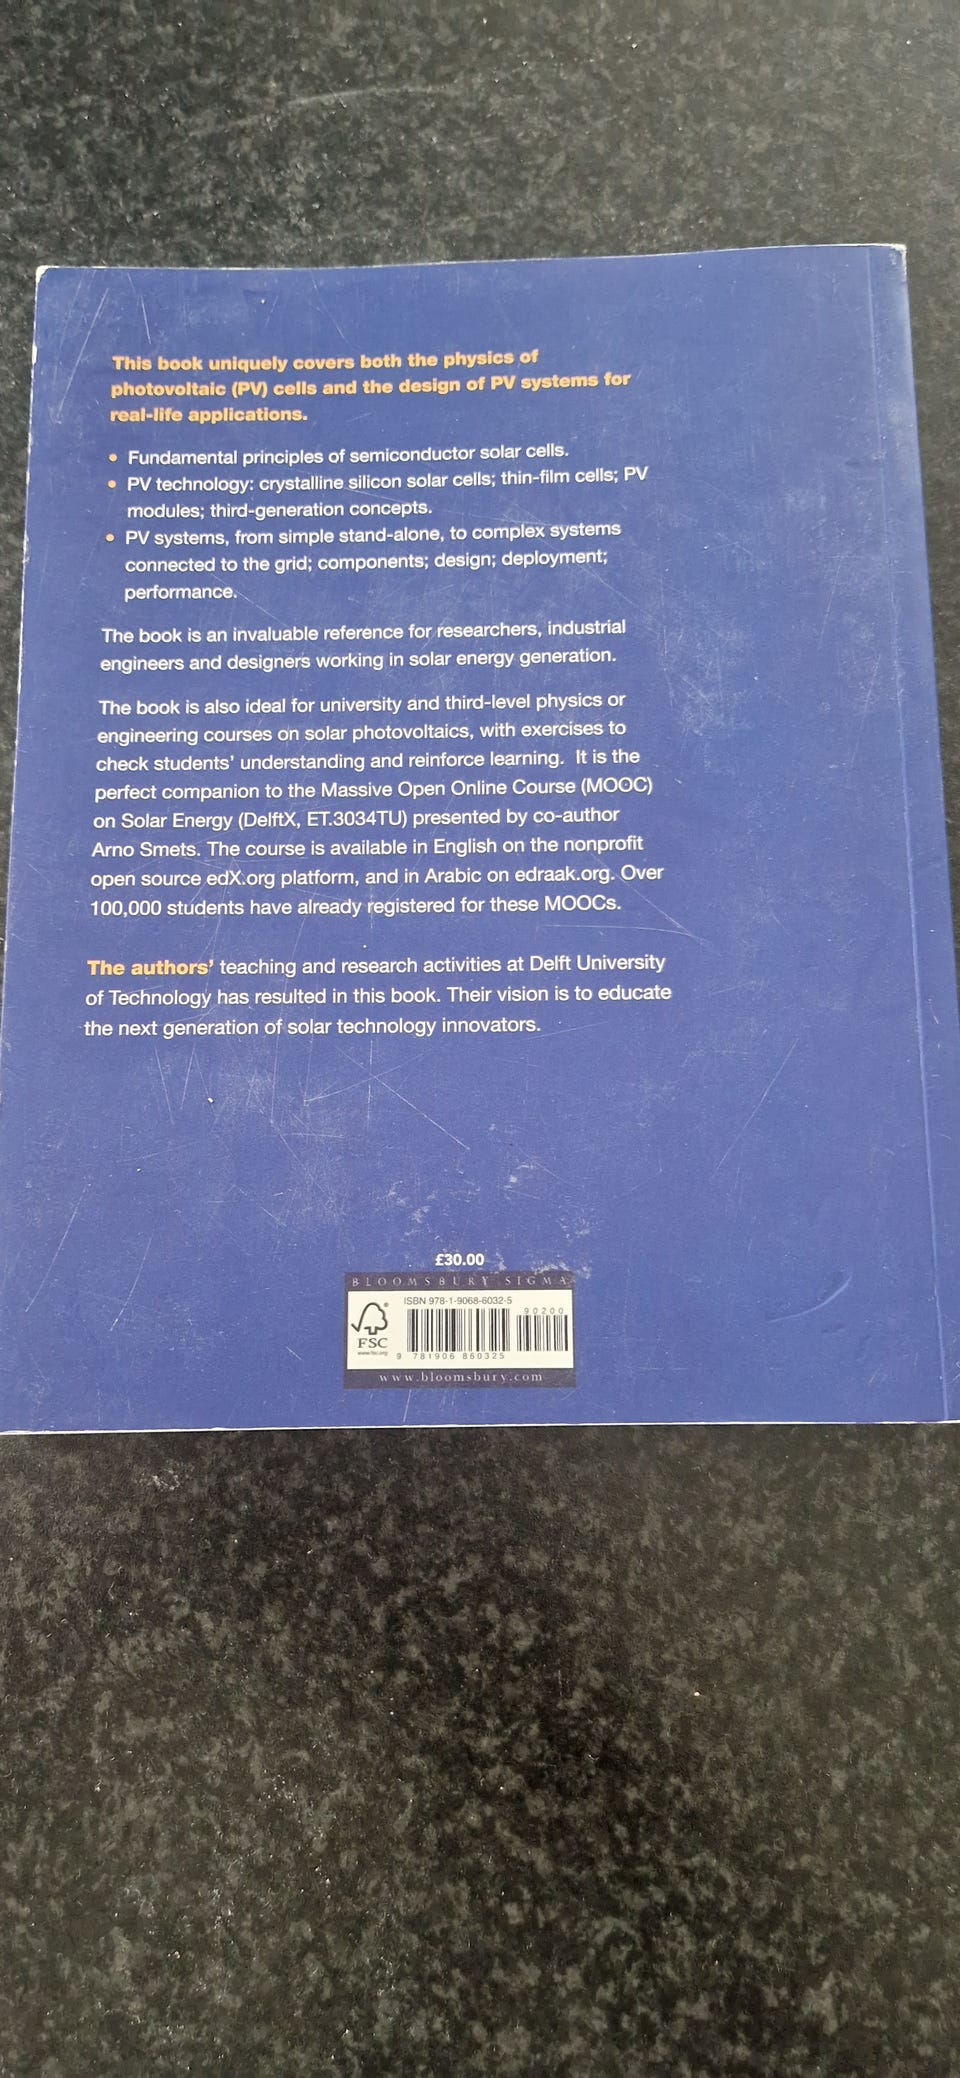 This book uniquely covers both the physics of
photovoltaic (PV) cells and the design of PV systems for
real-life applications.
• Fundamental principles of semiconductor solar cells.
• PV technology: crystalline silicon solar cells; thin-film cells; PV
modules; third-generation concepts.
• PV systems, from simple stand-alone, to complex systems
connected to the grid; components; design; deployment;
performance.
The book is an invaluable reference for researchers, industrial
engineers and designers working in solar energy generation.
The book is also ideal for university and third-level physics or
engineering courses on solar photovoltaics, with exercises to
check students' understanding and reinforce learning. It is the
perfect companion to the Massive Open Online Course (MOOC)
on Solar Energy (DelftX, ET.3034TU) presented by co-author
Arno Smets. The course is available in English on the nonprofit
open source edX.org platform, and in Arabic on edraak.org. Over
100,000 students have already registered for these MOOCs.
The authors' teaching and research activities at Delft University
of Technology has resulted in this book. Their vision is to educate
the next generation of solar technology innovators.
£30.00
BLOOMSBURY SIGMA
ISBN 978-1-9068-6032-5
90200
FSC
www.fsc.org
9 781906 860325
www.bloomsbury.com